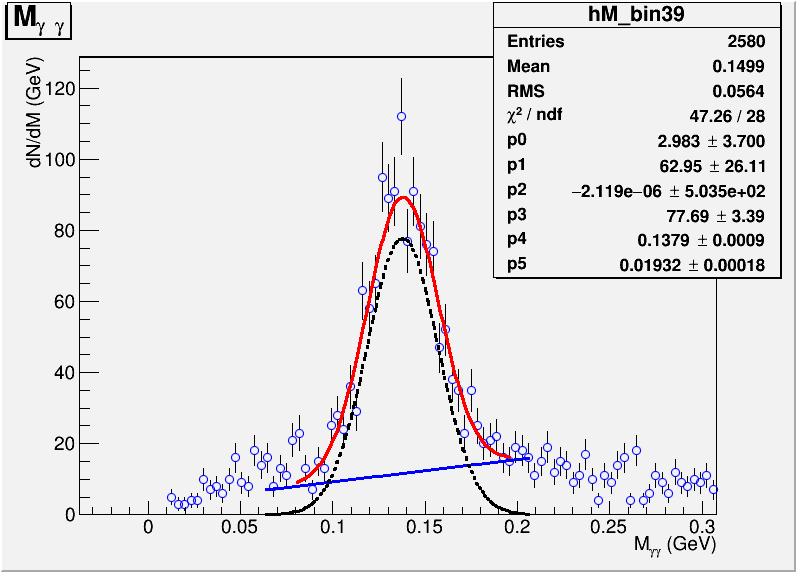 Mγ γ
hM_bin39
Entries 2580
Mean 0.1499
RMS 0.0564
χ² / ndf 47.26 / 28
p0 2.983 ± 3.700
p1 62.95 ± 26.11
p2 −2.119e−06 ± 5.035e+02
p3 77.69 ± 3.39
p4 0.1379 ± 0.0009
p5 0.01932 ± 0.00018
dN/dM (GeV)
120
100
80
60
40
20
0
0 0.05 0.1 0.15 0.2 0.25 0.3
Mγγ (GeV)